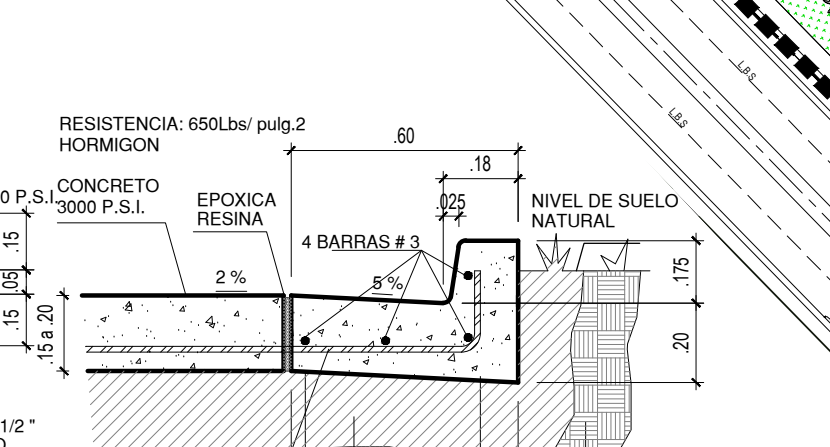 L.B.S
L.B.S
RESISTENCIA: 650Lbs/ pulg.2
HORMIGON
.60
.18
0 P.S.I.
CONCRETO
3000 P.S.I.
EPOXICA
RESINA
.025
NIVEL DE SUELO
NATURAL
4 BARRAS # 3
.15
.05
.15
.15 a .20
2 %
5 %
.175
.20
1/2 "